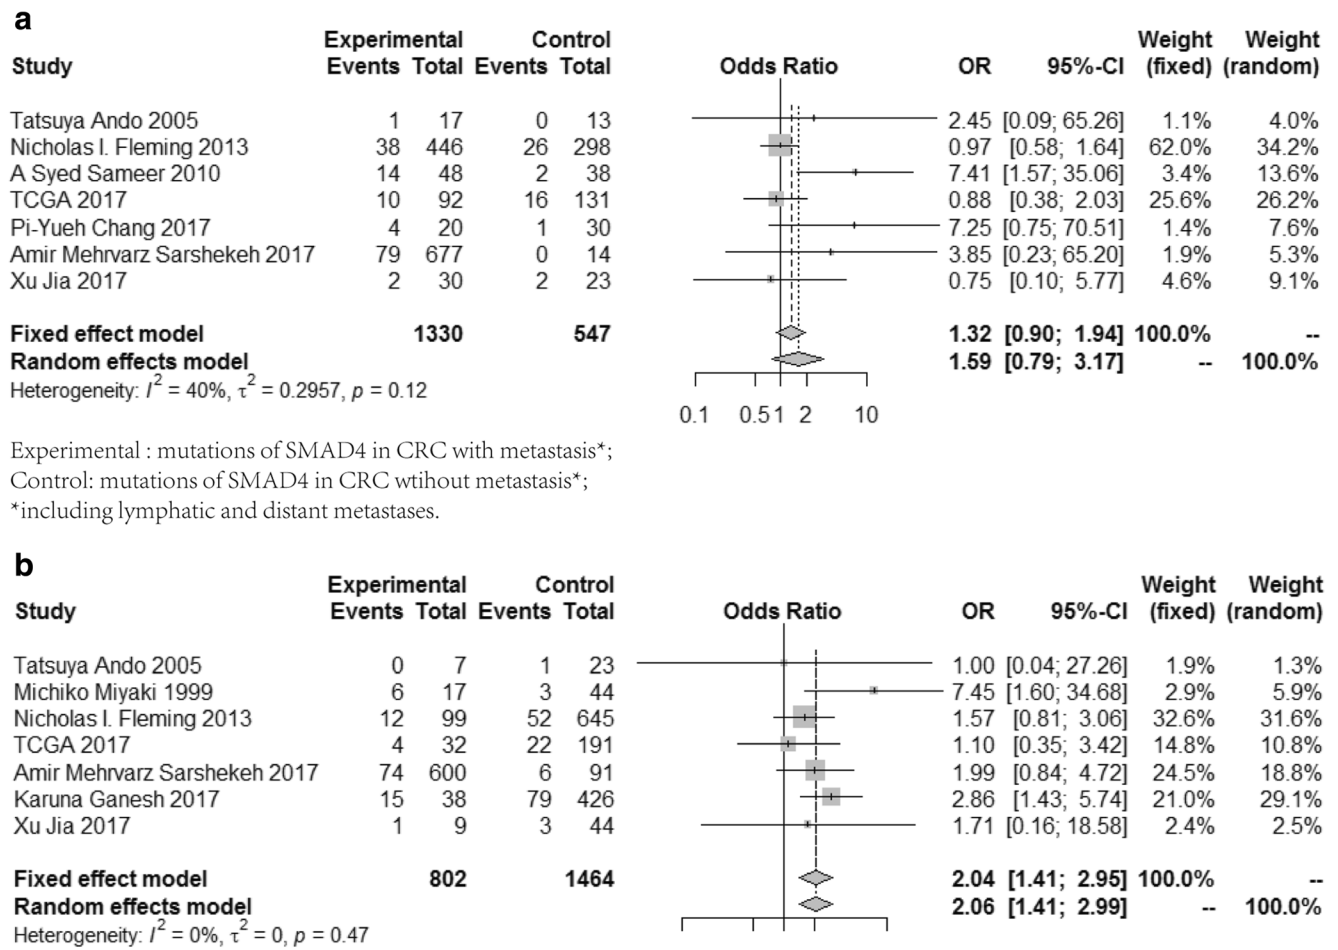 a
Experimental Control Weight Weight
Study Events Total Events Total Odds Ratio OR 95%-CI (fixed) (random)
Tatsuya Ando 2005 1 17 0 13 2.45 [0.09; 65.26] 1.1% 4.0%
Nicholas I. Fleming 2013 38 446 26 298 0.97 [0.58; 1.64] 62.0% 34.2%
A Syed Sameer 2010 14 48 2 38 7.41 [1.57; 35.06] 3.4% 13.6%
TCGA 2017 10 92 16 131 0.88 [0.38; 2.03] 25.6% 26.2%
Pi-Yueh Chang 2017 4 20 1 30 7.25 [0.75; 70.51] 1.4% 7.6%
Amir Mehrvarz Sarshekeh 2017 79 677 0 14 3.85 [0.23; 65.20] 1.9% 5.3%
Xu Jia 2017 2 30 2 23 0.75 [0.10; 5.77] 4.6% 9.1%
Fixed effect model 1330 547 1.32 [0.90; 1.94] 100.0% --
Random effects model 1.59 [0.79; 3.17] -- 100.0%
Heterogeneity: I² = 40%, τ² = 0.2957, p = 0.12
0.1 0.5 1 2 10
Experimental : mutations of SMAD4 in CRC with metastasis*;
Control: mutations of SMAD4 in CRC wtihout metastasis*;
*including lymphatic and distant metastases.
b
Experimental Control Weight Weight
Study Events Total Events Total Odds Ratio OR 95%-CI (fixed) (random)
Tatsuya Ando 2005 0 7 1 23 1.00 [0.04; 27.26] 1.9% 1.3%
Michiko Miyaki 1999 6 17 3 44 7.45 [1.60; 34.68] 2.9% 5.9%
Nicholas I. Fleming 2013 12 99 52 645 1.57 [0.81; 3.06] 32.6% 31.6%
TCGA 2017 4 32 22 191 1.10 [0.35; 3.42] 14.8% 10.8%
Amir Mehrvarz Sarshekeh 2017 74 600 6 91 1.99 [0.84; 4.72] 24.5% 18.8%
Karuna Ganesh 2017 15 38 79 426 2.86 [1.43; 5.74] 21.0% 29.1%
Xu Jia 2017 1 9 3 44 1.71 [0.16; 18.58] 2.4% 2.5%
Fixed effect model 802 1464 2.04 [1.41; 2.95] 100.0% --
Random effects model 2.06 [1.41; 2.99] -- 100.0%
Heterogeneity: I² = 0%, τ² = 0, p = 0.47